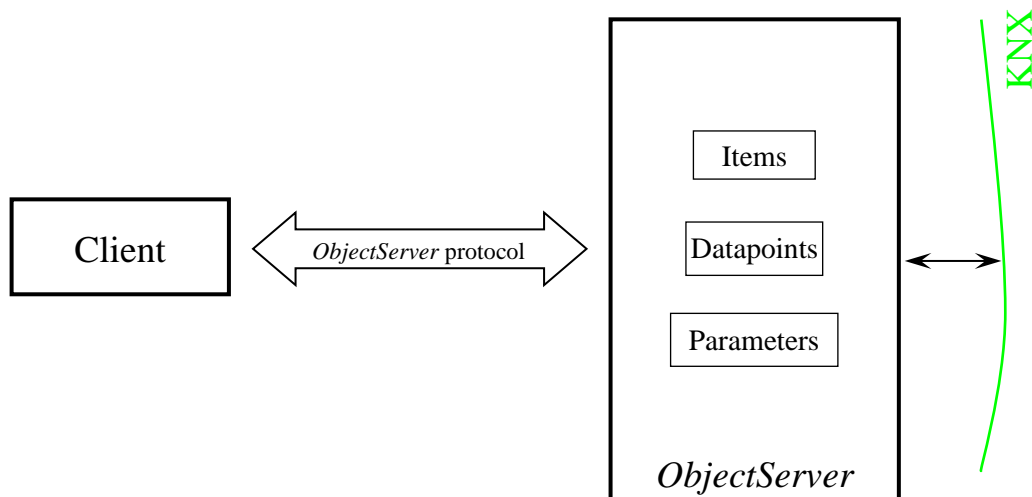 KNX
Items
Client
ObjectServer protocol
Datapoints
Parameters
ObjectServer